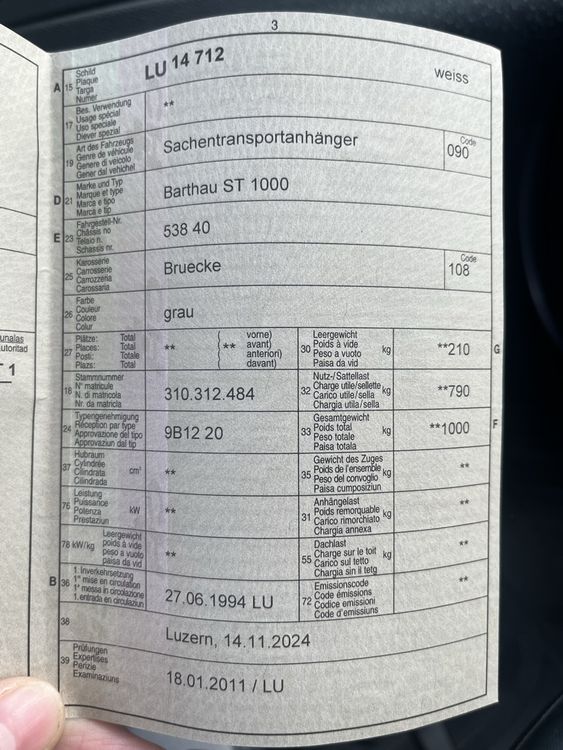 3
A 15 Schild
Plaque
Targa
Numer
LU 14 712
weiss
17 Bes. Verwendung
Usage spécial
Uso speciale
Diever spezial
**
19 Art des Fahrzeugs
Genre de véhicule
Genere di veicolo
Gener dal vehichel
Sachentransportanhänger
Code
090
D 21 Marke und Typ
Marque et type
Marca e tipo
Marca e tip
Barthau ST 1000
E 23 Fahrgestell-Nr.
Châssis no
Telaio n.
Schassis nr.
538 40
25 Karosserie
Carrosserie
Carrozzeria
Carossaria
Bruecke
Code
108
26 Farbe
Couleur
Colore
Colur
grau
27 Plätze: Total
Places: Total
Posti: Totale
Plazs: Total
**
( ** vorne)
avant)
anteriori)
davant)
30 Leergewicht
Poids à vide
Peso a vuoto
Paisa da vid
kg
**210
G
18 Stammnummer
N° matricule
N. di matricola
Nr. da matricla
310.312.484
32 Nutz-/Sattellast
Charge utile/sellette
Carico utile/sella
Chargia utila/sella
kg
**790
24 Typengenehmigung
Réception par type
Approvazione del tipo
Approvaziun dal tip
9B12 20
33 Gesamtgewicht
Poids total
Peso totale
Paisa totala
kg
**1000
F
37 Hubraum
Cylindrée
Cilindrata
Cilindrada
cm³
**
35 Gewicht des Zuges
Poids de l'ensemble
Peso del convoglio
Paisa cumposiziun
kg
**
76 Leistung
Puissance
Potenza
Prestaziun
kW
**
31 Anhängelast
Poids remorquable
Carico rimorchiato
Chargia annexa
kg
**
78 kW/kg Leergewicht
poids à vide
peso a vuoto
paisa da vid
**
55 Dachlast
Charge sur le toit
Carico sul tetto
Chargia sin il tetg
kg
**
B 36 1. Inverkehrsetzung
1re mise en circulation
1a messa in circolazione
1. entrada en circulaziun
27.06.1994 LU
72 Emissionscode
Code émissions
Codice emissioni
Code d'emissiuns
**
38
Luzern, 14.11.2024
39 Prüfungen
Expertises
Perizie
Examinaziuns
18.01.2011 / LU